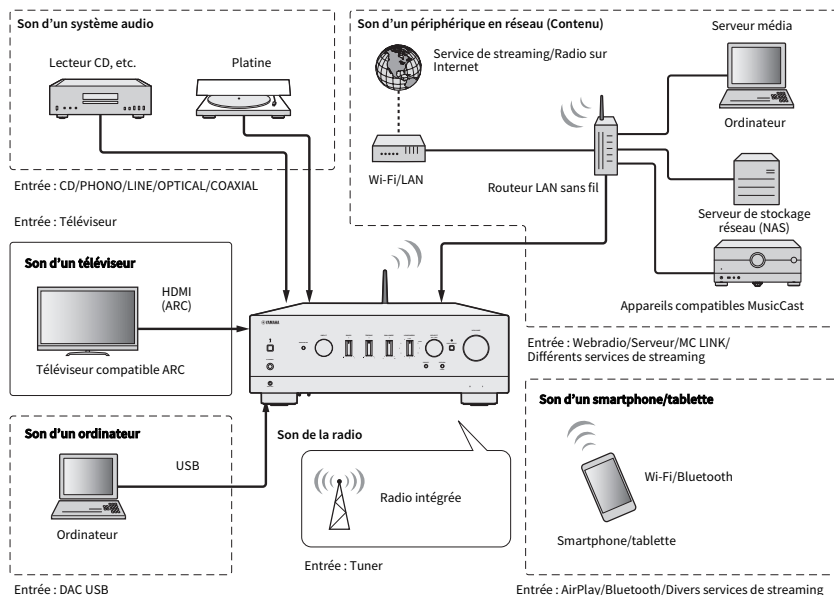 Son d'un système audio
Lecteur CD, etc.
Platine
Entrée : CD/PHONO/LINE/OPTICAL/COAXIAL
Entrée : Téléviseur
Son d'un téléviseur
HDMI
(ARC)
Téléviseur compatible ARC
Son d'un ordinateur
USB
Ordinateur
Entrée : DAC USB
YAMAHA
Son de la radio
Radio intégrée
Entrée : Tuner
Son d'un périphérique en réseau (Contenu)
Service de streaming/Radio sur
Internet
Wi-Fi/LAN
Routeur LAN sans fil
Serveur média
Ordinateur
Serveur de stockage
réseau (NAS)
Appareils compatibles MusicCast
Entrée : Webradio/Serveur/MC LINK/
Différents services de streaming
Son d'un smartphone/tablette
Wi-Fi/Bluetooth
Smartphone/tablette
Entrée : AirPlay/Bluetooth/Divers services de streaming